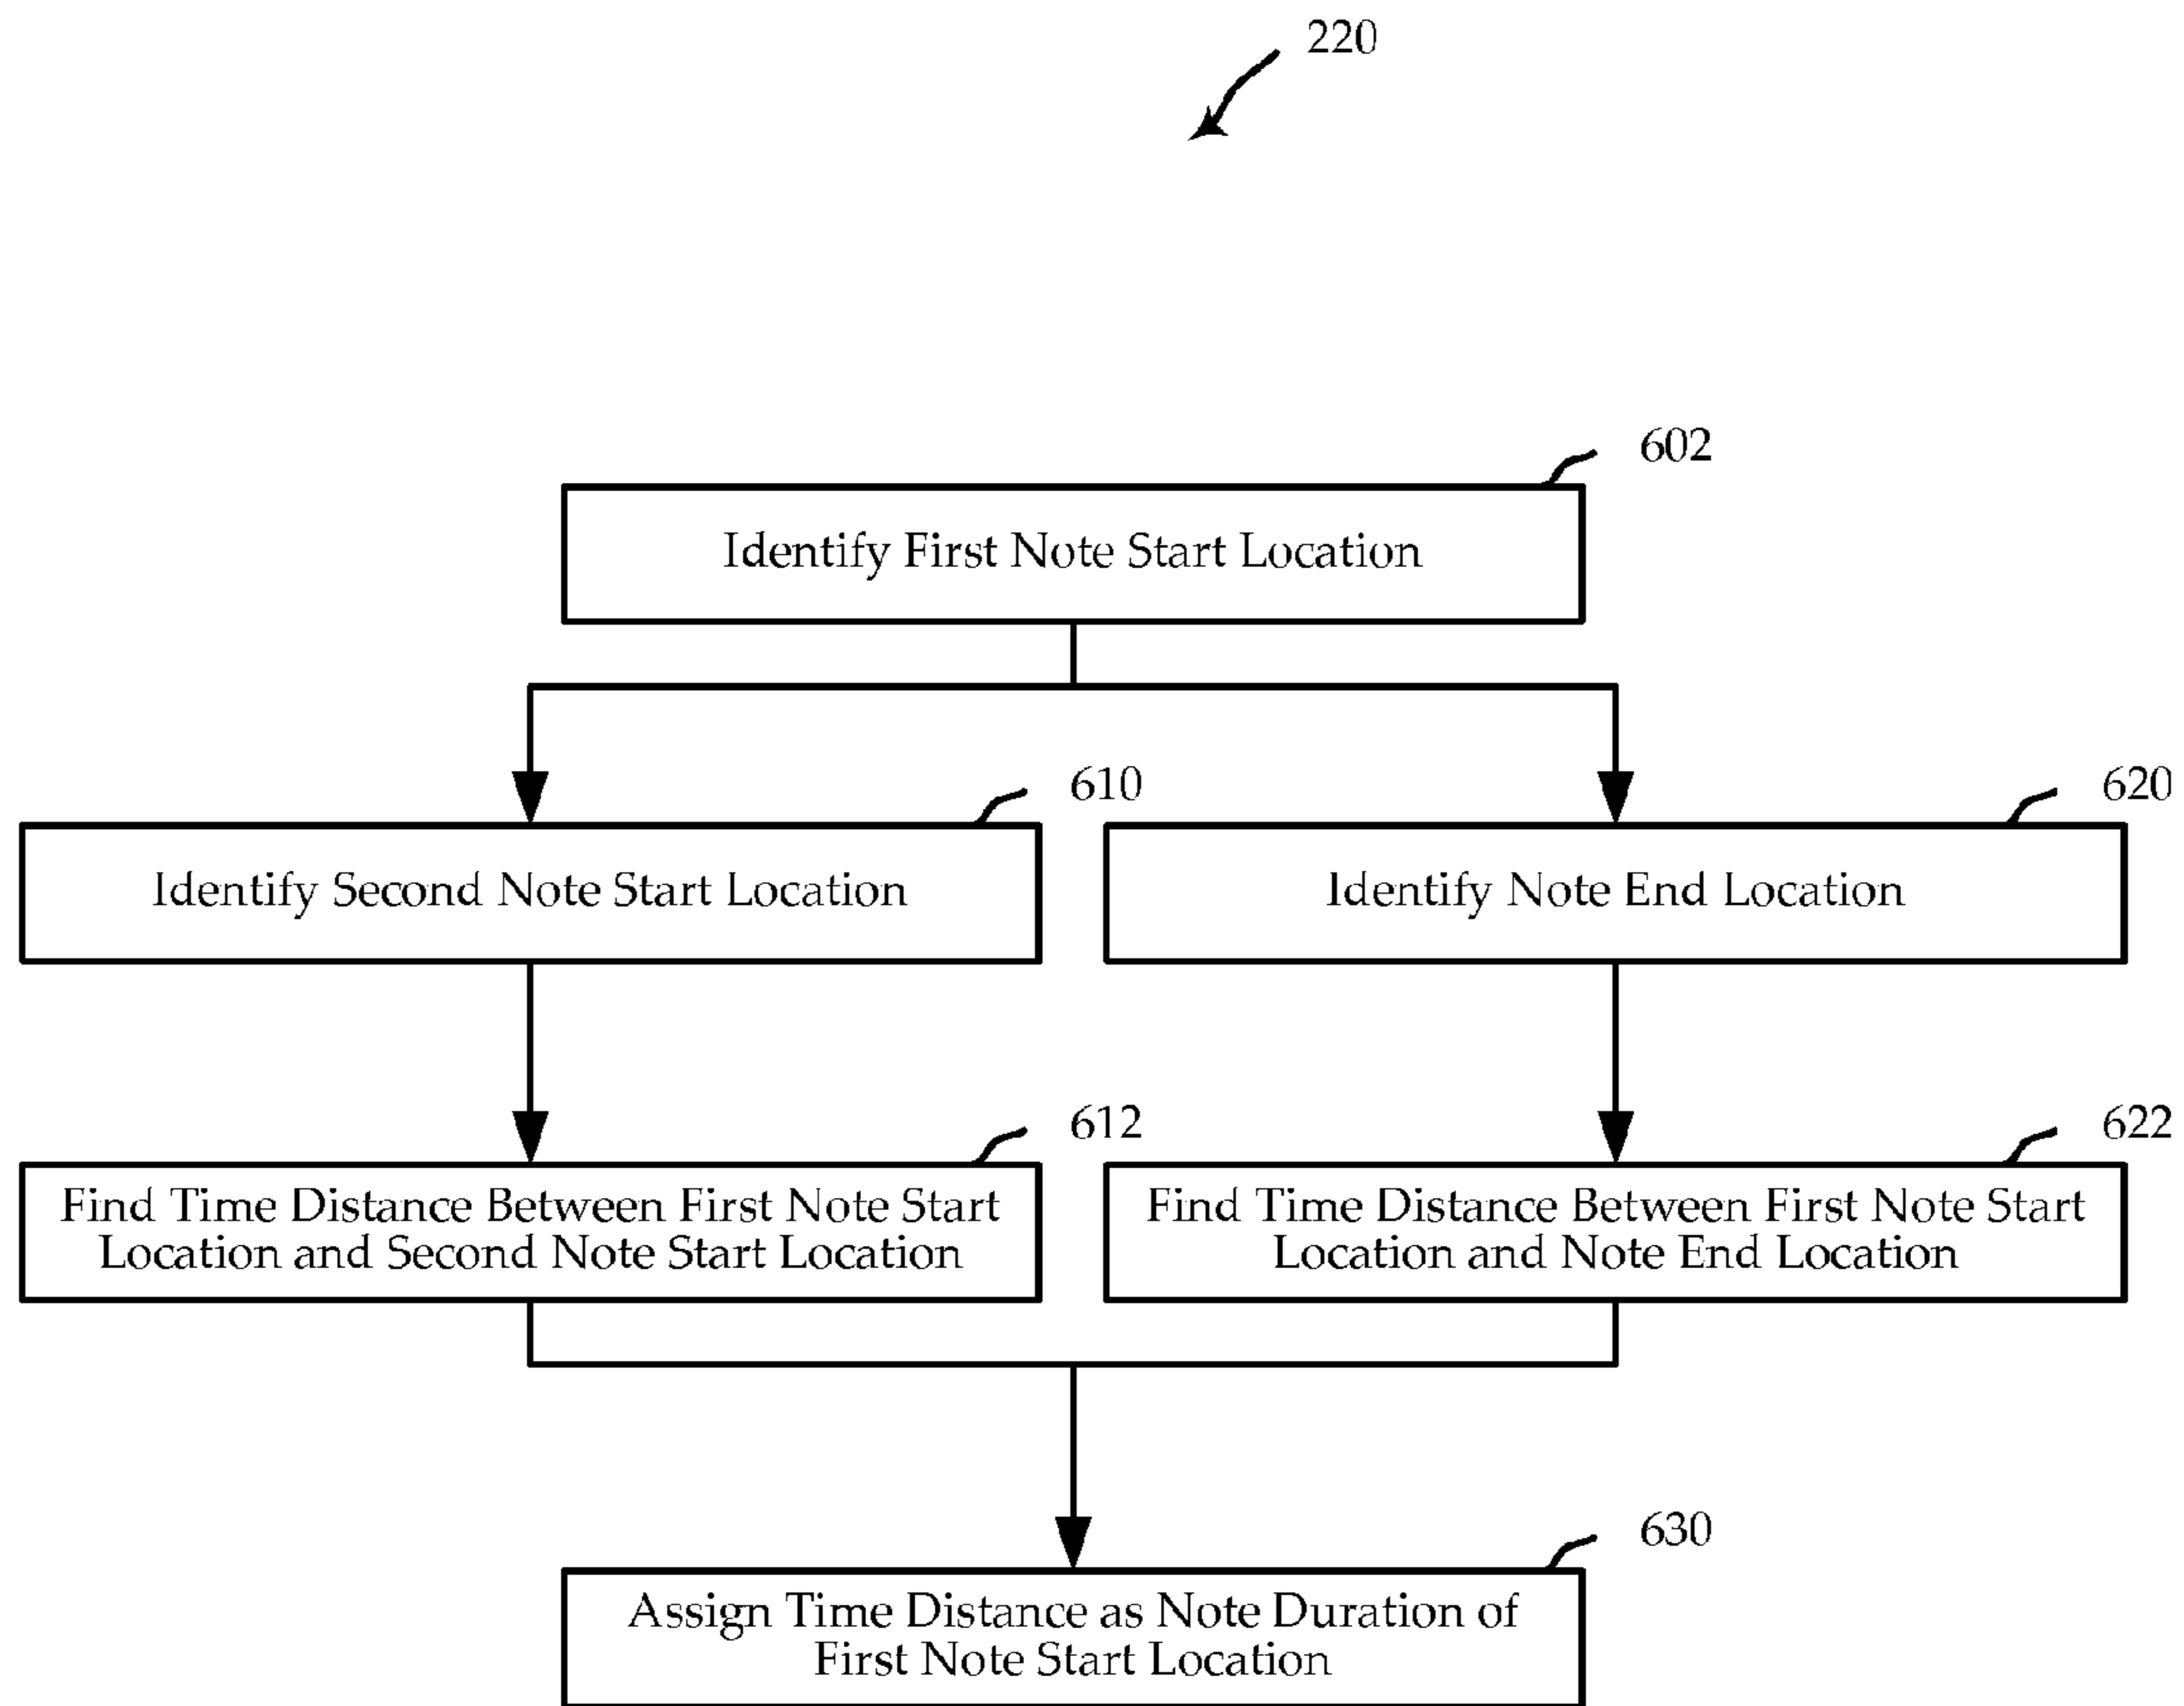 220
602
Identify First Note Start Location
610
620
Identify Second Note Start Location
Identify Note End Location
612
622
Find Time Distance Between First Note Start
Location and Second Note Start Location
Find Time Distance Between First Note Start
Location and Note End Location
630
Assign Time Distance as Note Duration of
First Note Start Location